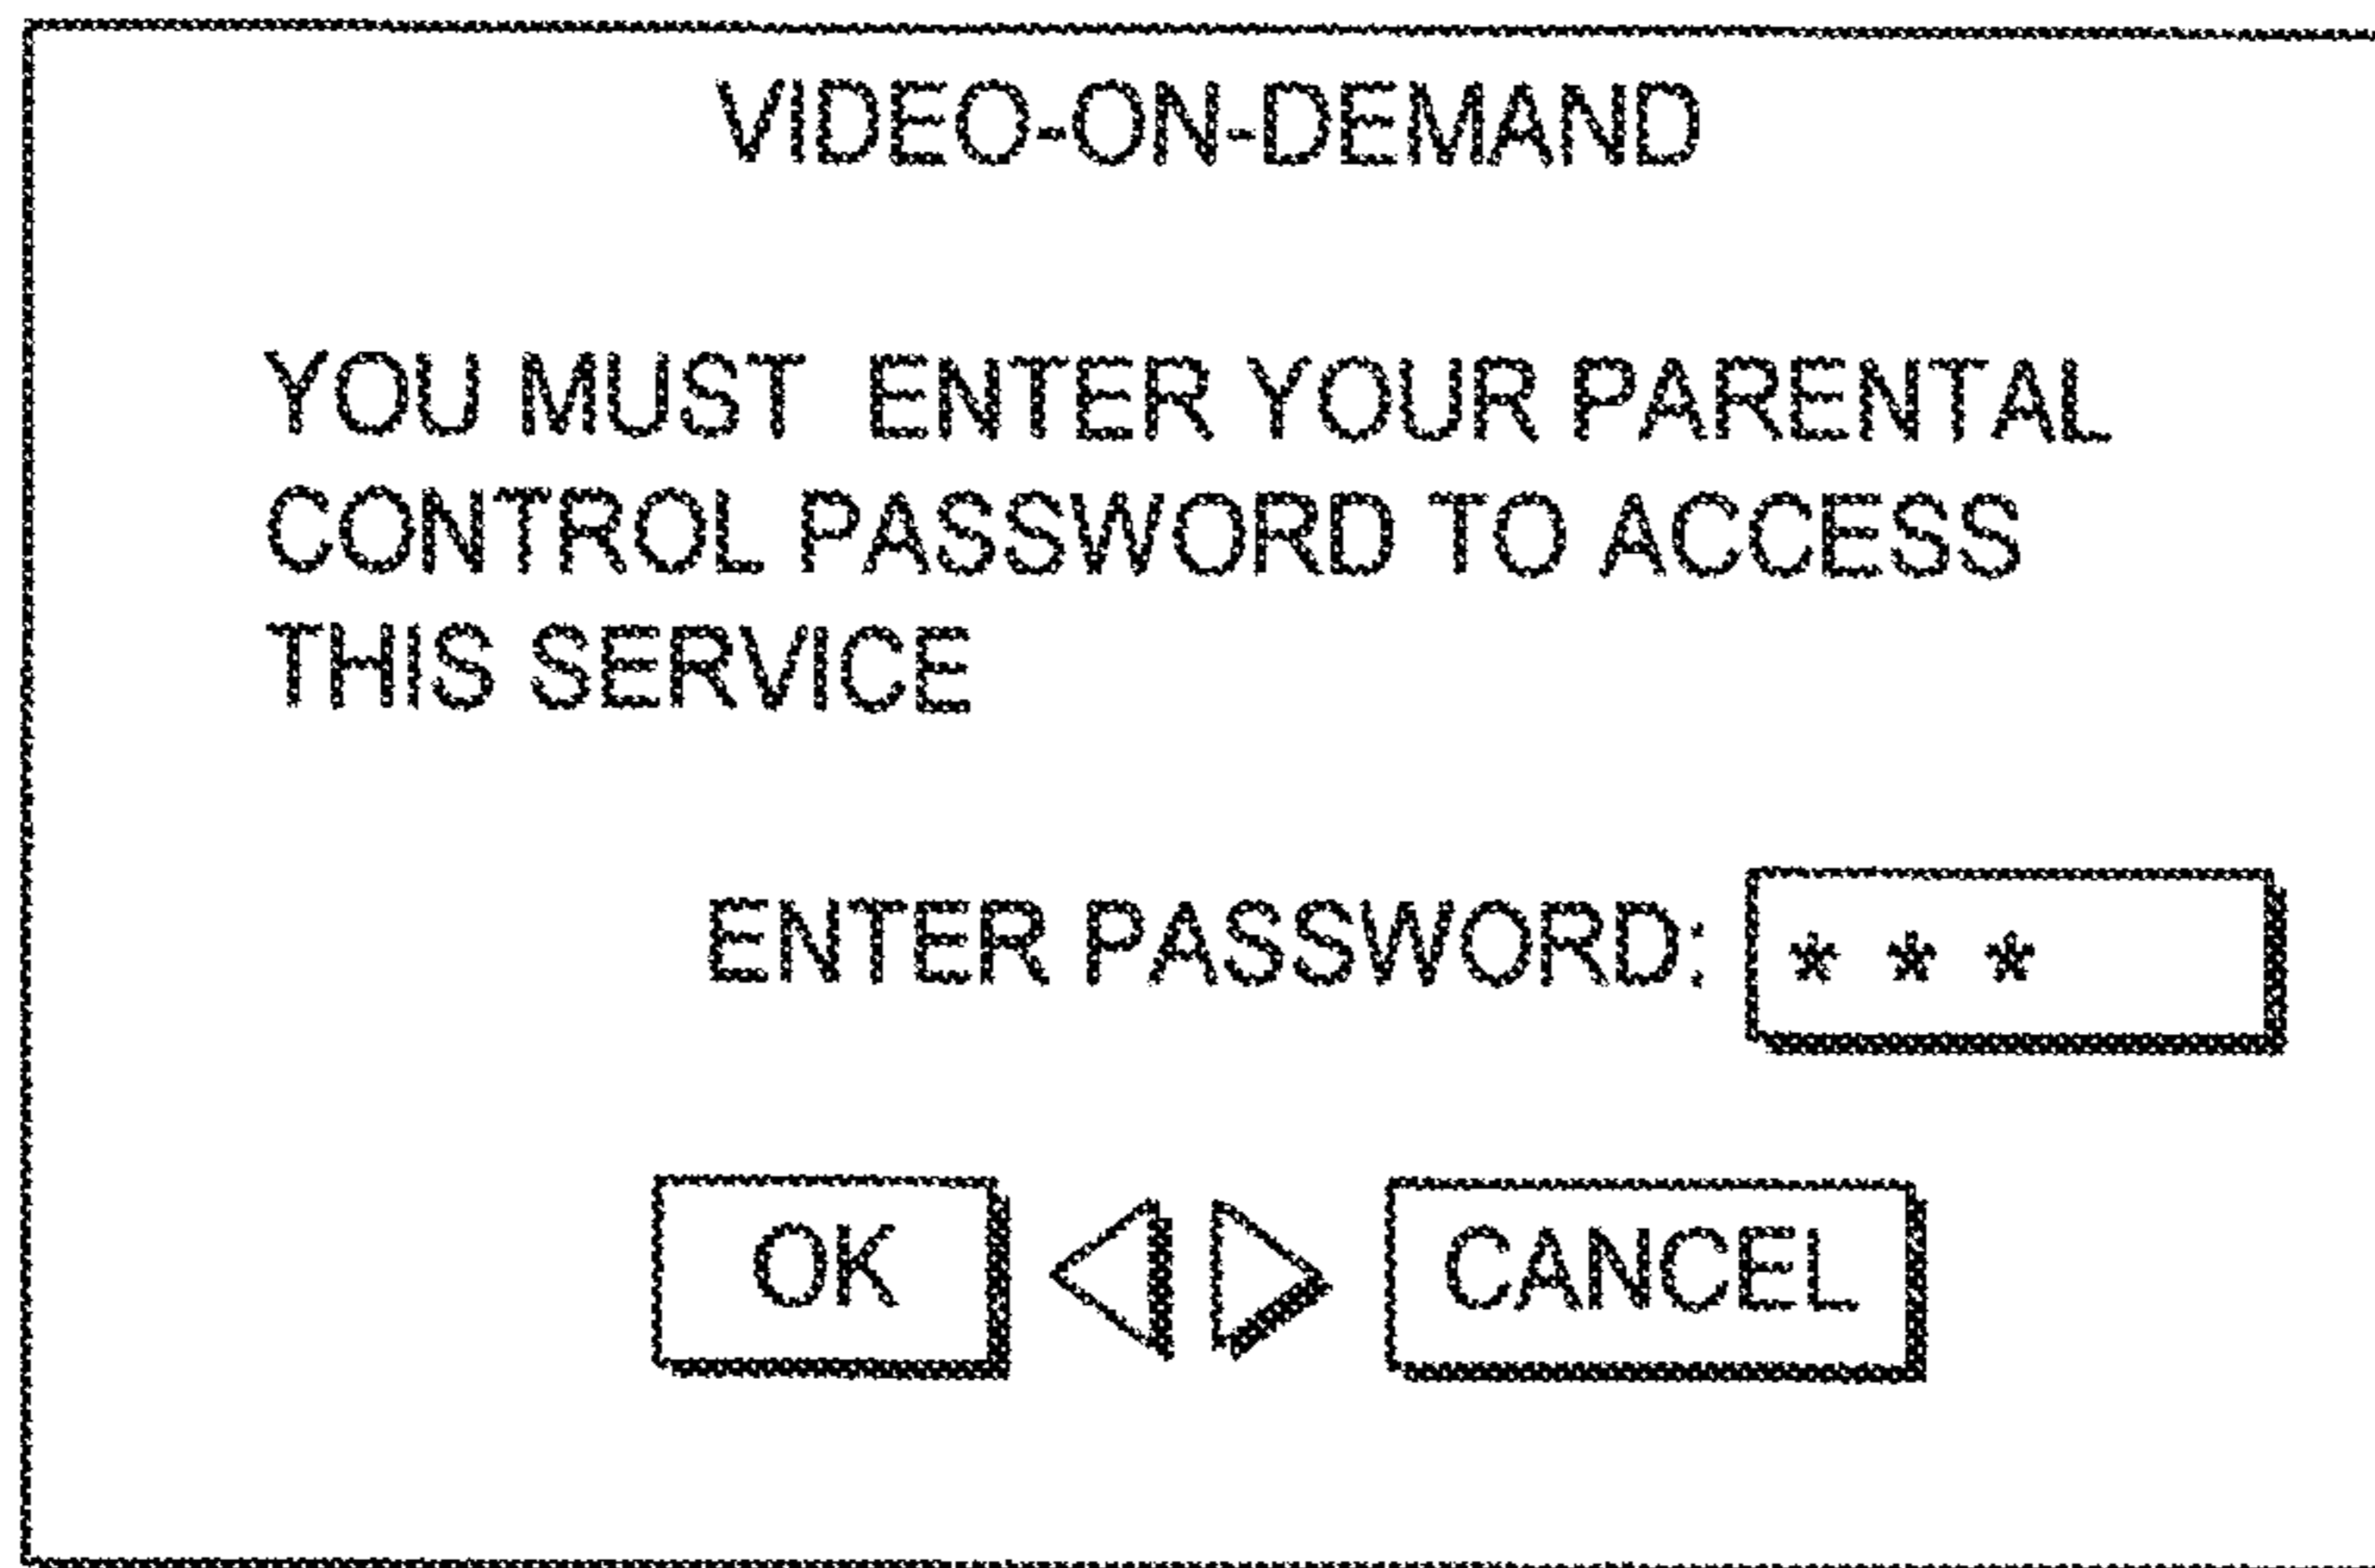 VIDEO-ON-DEMAND
YOU MUST ENTER YOUR PARENTAL
CONTROL PASSWORD TO ACCESS
THIS SERVICE
ENTER PASSWORD: * * *
OK CANCEL